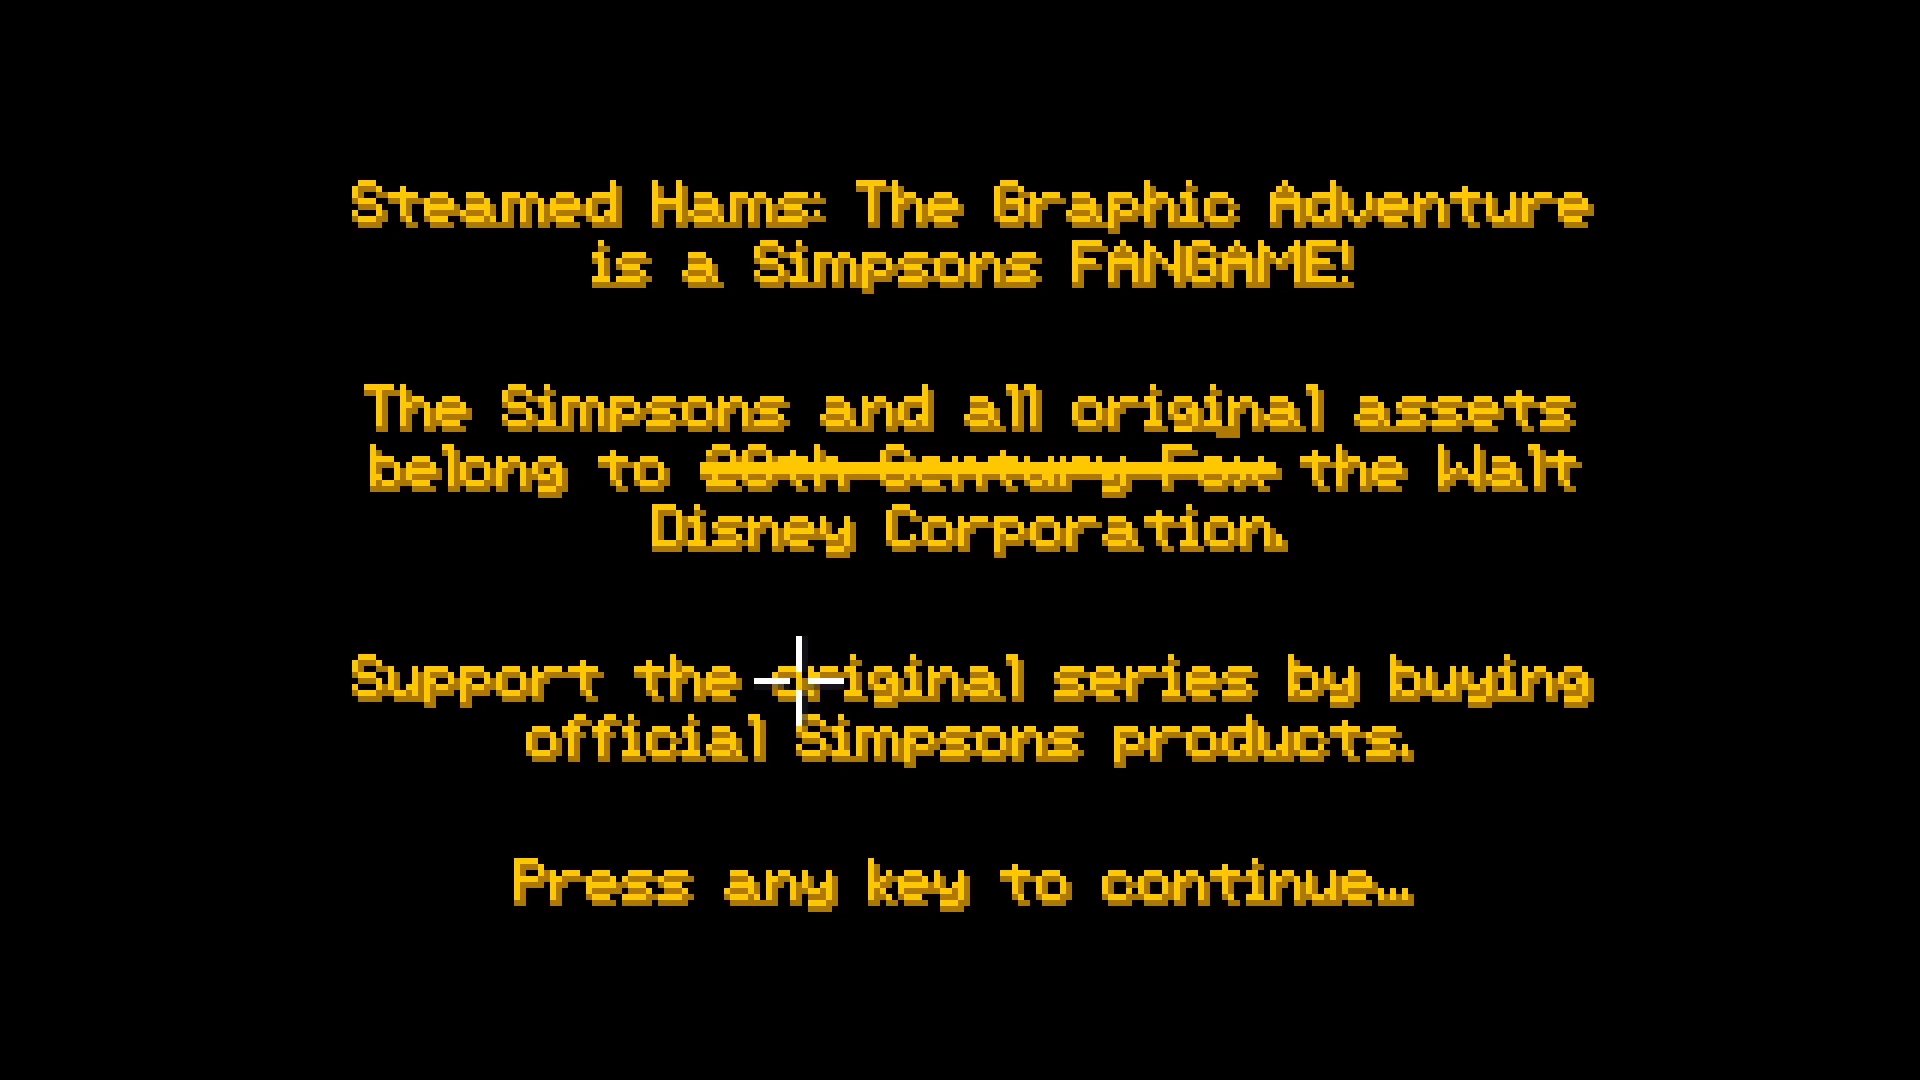 Steamed Hams: The Graphic Adventure
is a Simpsons FANGAME!
The Simpsons and all original assets
belong to 20th Century Fox the Walt
Disney Corporation.
Support the original series by buying
official Simpsons products.
Press any key to continue...